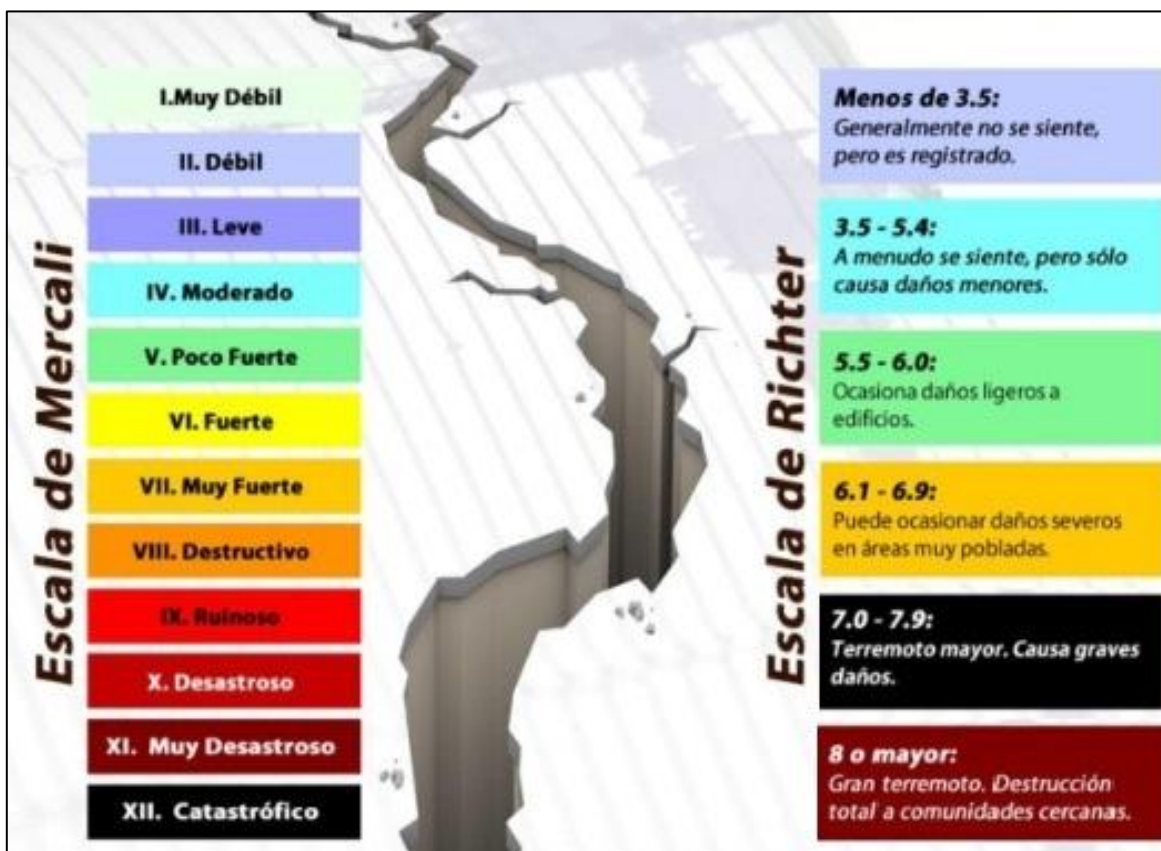 Escala de Mercali
I.Muy Débil
II. Débil
III. Leve
IV. Moderado
V. Poco Fuerte
VI. Fuerte
VII. Muy Fuerte
VIII. Destructivo
IX. Ruinoso
X. Desastroso
XI. Muy Desastroso
XII. Catastrófico
Escala de Richter
Menos de 3.5:
Generalmente no se siente,
pero es registrado.
3.5 - 5.4:
A menudo se siente, pero sólo
causa daños menores.
5.5 - 6.0:
Ocasiona daños ligeros a
edificios.
6.1 - 6.9:
Puede ocasionar daños severos
en áreas muy pobladas.
7.0 - 7.9:
Terremoto mayor. Causa graves
daños.
8 o mayor:
Gran terremoto. Destrucción
total a comunidades cercanas.